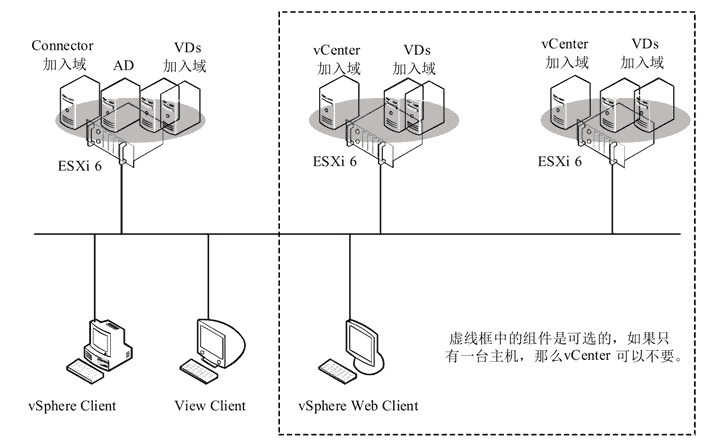 Connector
加入域
AD
VDs
加入域
ESXi 6
vCenter
加入域
VDs
加入域
ESXi 6
vCenter
加入域
VDs
加入域
ESXi 6
vSphere Client
View Client
vSphere Web Client
虚线框中的组件是可选的，如果只
有一台主机，那么vCenter 可以不要。